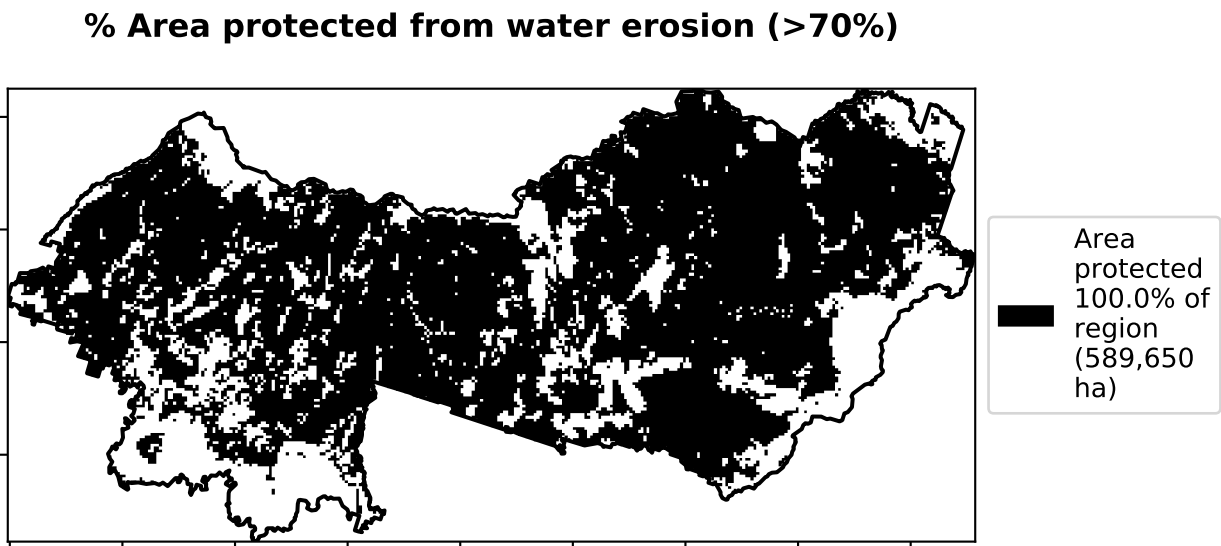 % Area protected from water erosion (>70%)
Area
protected
100.0% of
region
(589,650
ha)